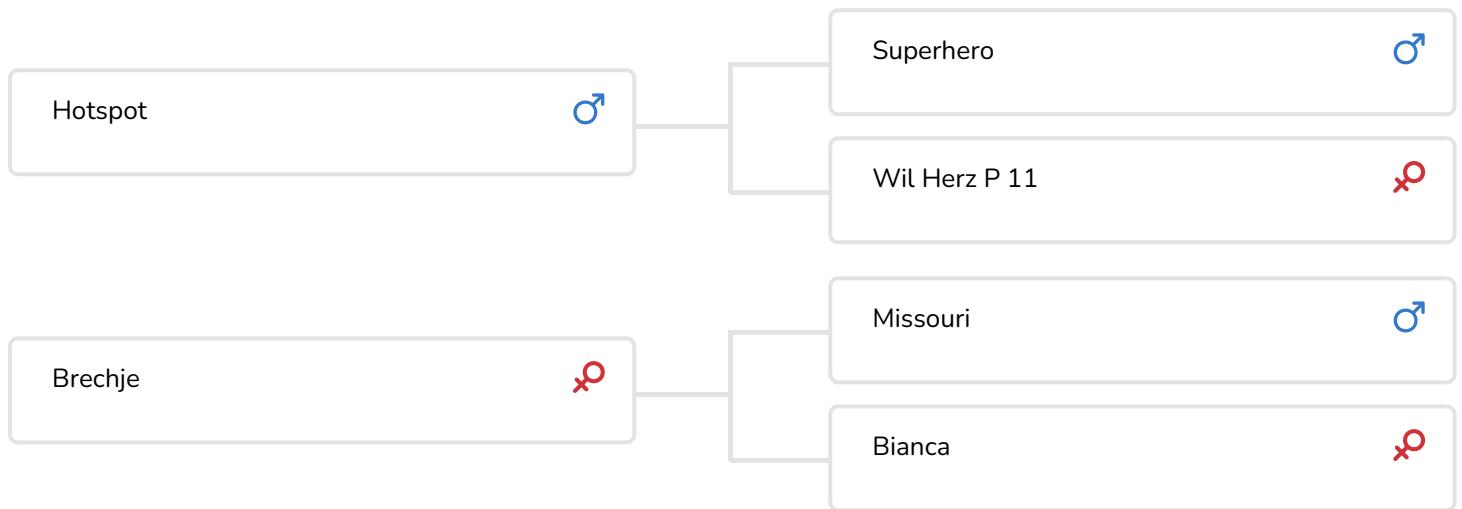 Hotspot
Superhero
Wil Herz P 11
Brechje
Missouri
Bianca